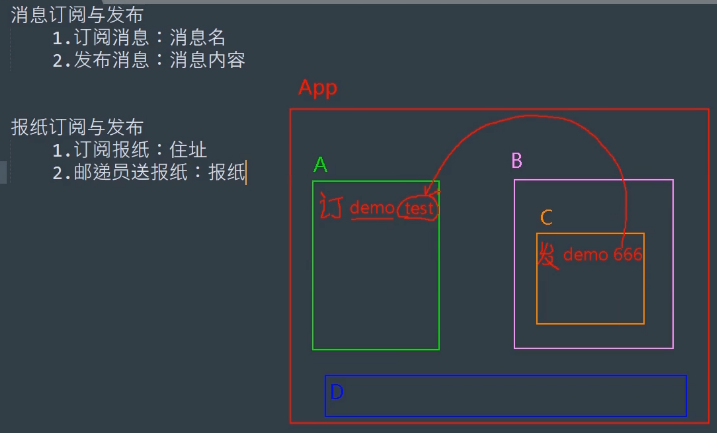 消息订阅与发布
1.订阅消息：消息名
2.发布消息：消息内容
报纸订阅与发布
1.订阅报纸：住址
2.邮递员送报纸：报纸
App
A
订 demo test
B
C
发 demo 666
D